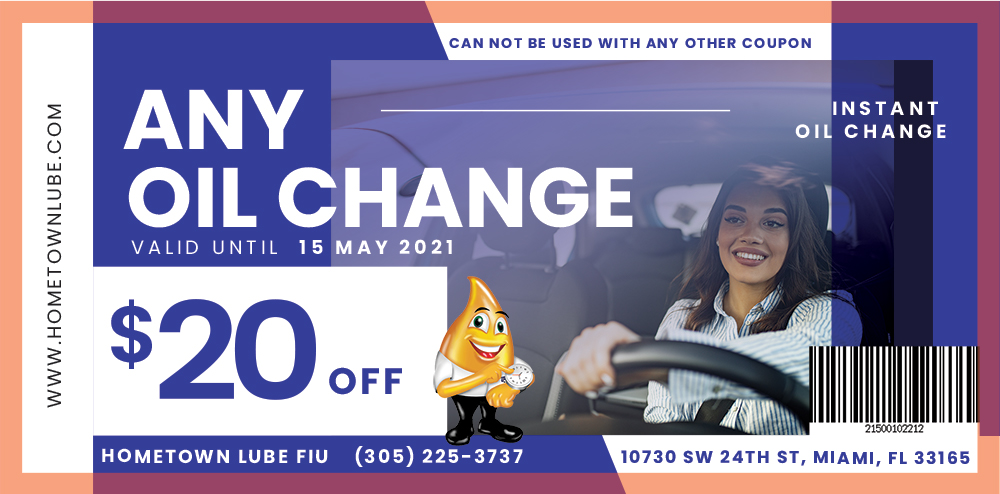 CAN NOT BE USED WITH ANY OTHER COUPON
ANY
OIL CHANGE
VALID UNTIL 15 MAY 2021
INSTANT
OIL CHANGE
WWW.HOMETOWNLUBE.COM
$20 OFF
21500102212
HOMETOWN LUBE FIU (305) 225-3737
10730 SW 24TH ST, MIAMI, FL 33165